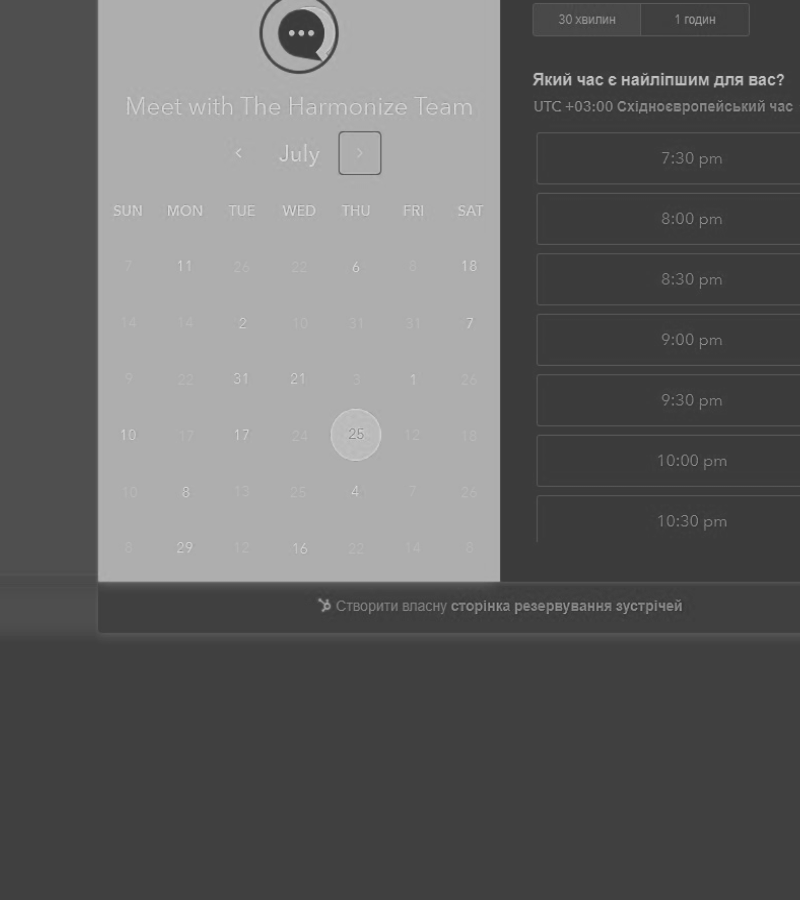 30 хвилин 1 годин
Який час є найліпшим для вас?
UTC +03:00 Східноєвропейський час
7:30 pm
8:00 pm
8:30 pm
9:00 pm
9:30 pm
10:00 pm
10:30 pm
Meet with The Harmonize Team
July
SUN MON TUE WED THU FRI SAT
7 11 26 22 6 8 18
14 14 2 10 31 31 7
9 22 31 21 3 1 26
10 17 17 24 25 12 18
10 8 13 25 4 7 26
8 29 12 16 22 14 8
Створити власну сторінка резервування зустрічей